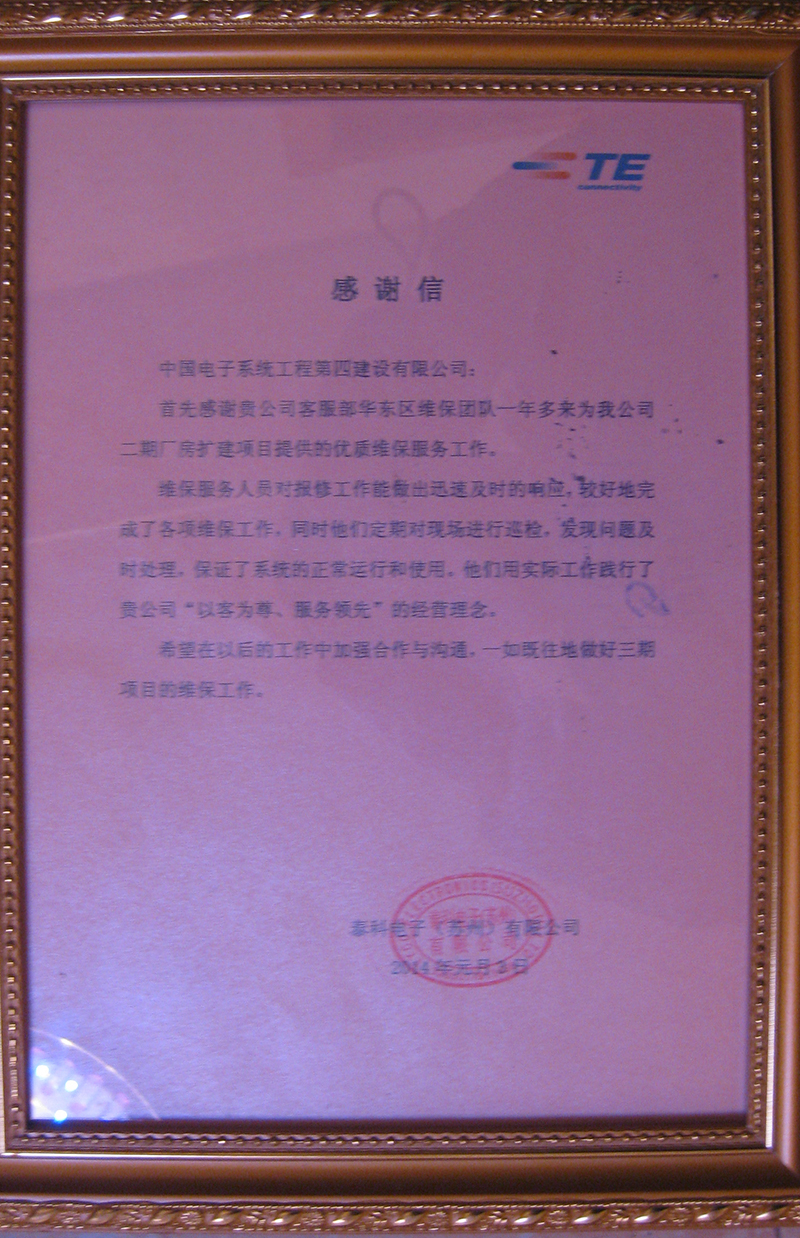 TE
connectivity
感谢信
中国电子系统工程第四建设有限公司：
首先感谢贵公司客服部华东区维保团队一年多来为我公司
二期厂房扩建项目提供的优质维保服务工作。
维保服务人员对报修工作能做出迅速及时的响应，较好地完
成了各项维保工作，同时他们定期对现场进行巡检，发现问题及
时处理，保证了系统的正常运行和使用。他们用实际工作践行了
贵公司“以客为尊、服务领先”的经营理念。
希望在以后的工作中加强合作与沟通，一如既往地做好三期
项目的维保工作。
泰科电子（苏州）有限公司
2014年元月3日